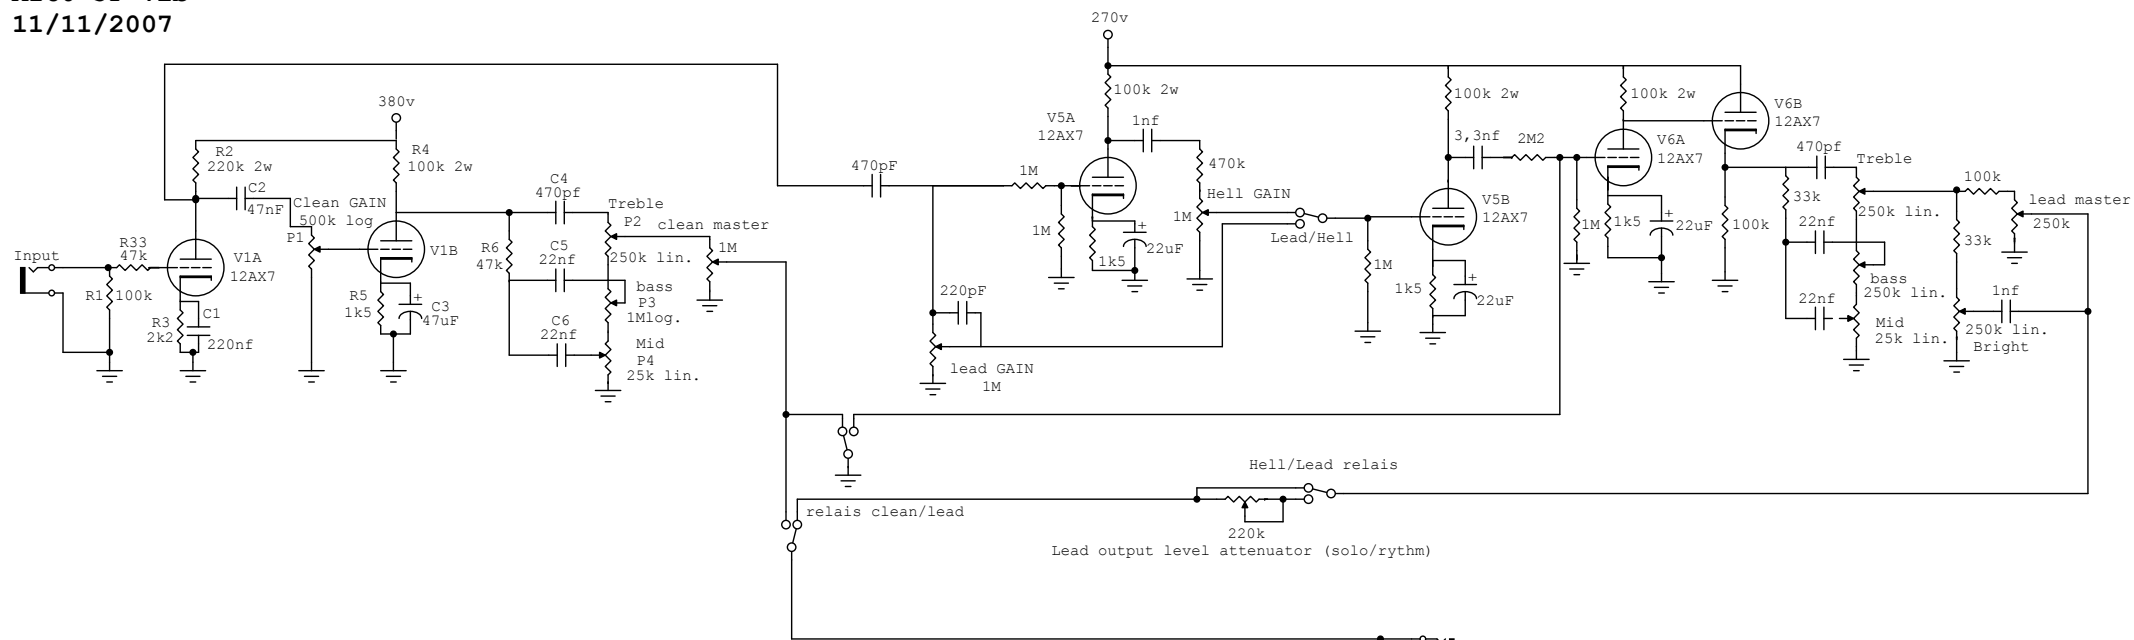 11/11/2007
270v
380v
R2
220k 2w
R4
100k 2w
C2
47nF
Clean GAIN
500k log
P1
Input
R33
47k
V1A
12AX7
V1B
R1
100k
R3
2k2
C1
220nf
R5
1k5
C3
47uF
+
C4
470pf
R6
47k
C5
22nf
C6
22nf
Treble
P2
250k lin.
bass
P3
1Mlog.
Mid
P4
25k lin.
clean master
1M
470pF
1M
1M
V5A
12AX7
100k 2w
1nf
470k
Hell GAIN
1M
1k5
+
22uF
220pF
lead GAIN
1M
Lead/Hell
1M
100k 2w
3,3nf
2M2
V5B
12AX7
1k5
+
22uF
100k 2w
V6A
12AX7
1M
1k5
+
22uF
V6B
12AX7
100k
470pf
Treble
33k
250k lin.
22nf
bass
250k lin.
22nf
Mid
25k lin.
100k
lead master
250k
33k
1nf
250k lin.
Bright
Hell/Lead relais
relais clean/lead
220k
Lead output level attenuator (solo/rythm)